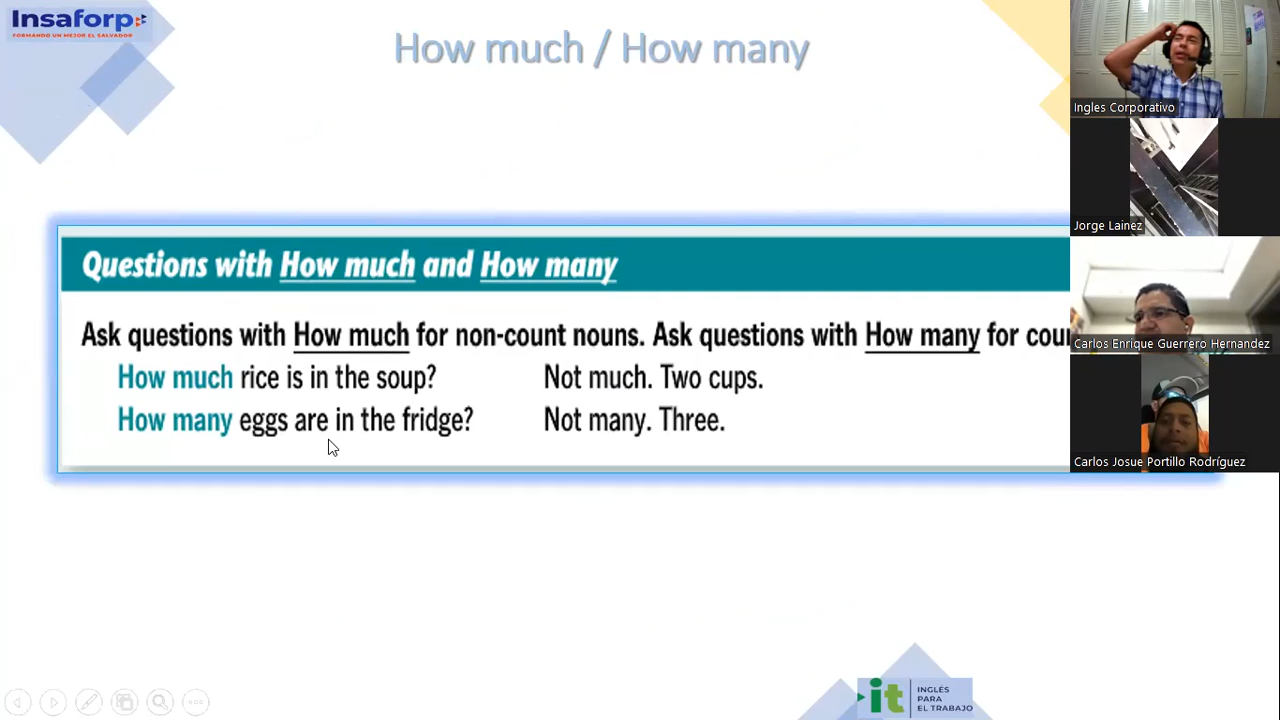 Insaforp
FORMANDO UN MEJOR EL SALVADOR
How much / How many
Questions with How much and How many
Ask questions with How much for non-count nouns. Ask questions with How many for cou
How much rice is in the soup? Not much. Two cups.
How many eggs are in the fridge? Not many. Three.
Ingles Corporativo
Jorge Lainez
Carlos Enrique Guerrero Hernandez
Carlos Josue Portillo Rodríguez
it INGLÉS
PARA
EL TRABAJO